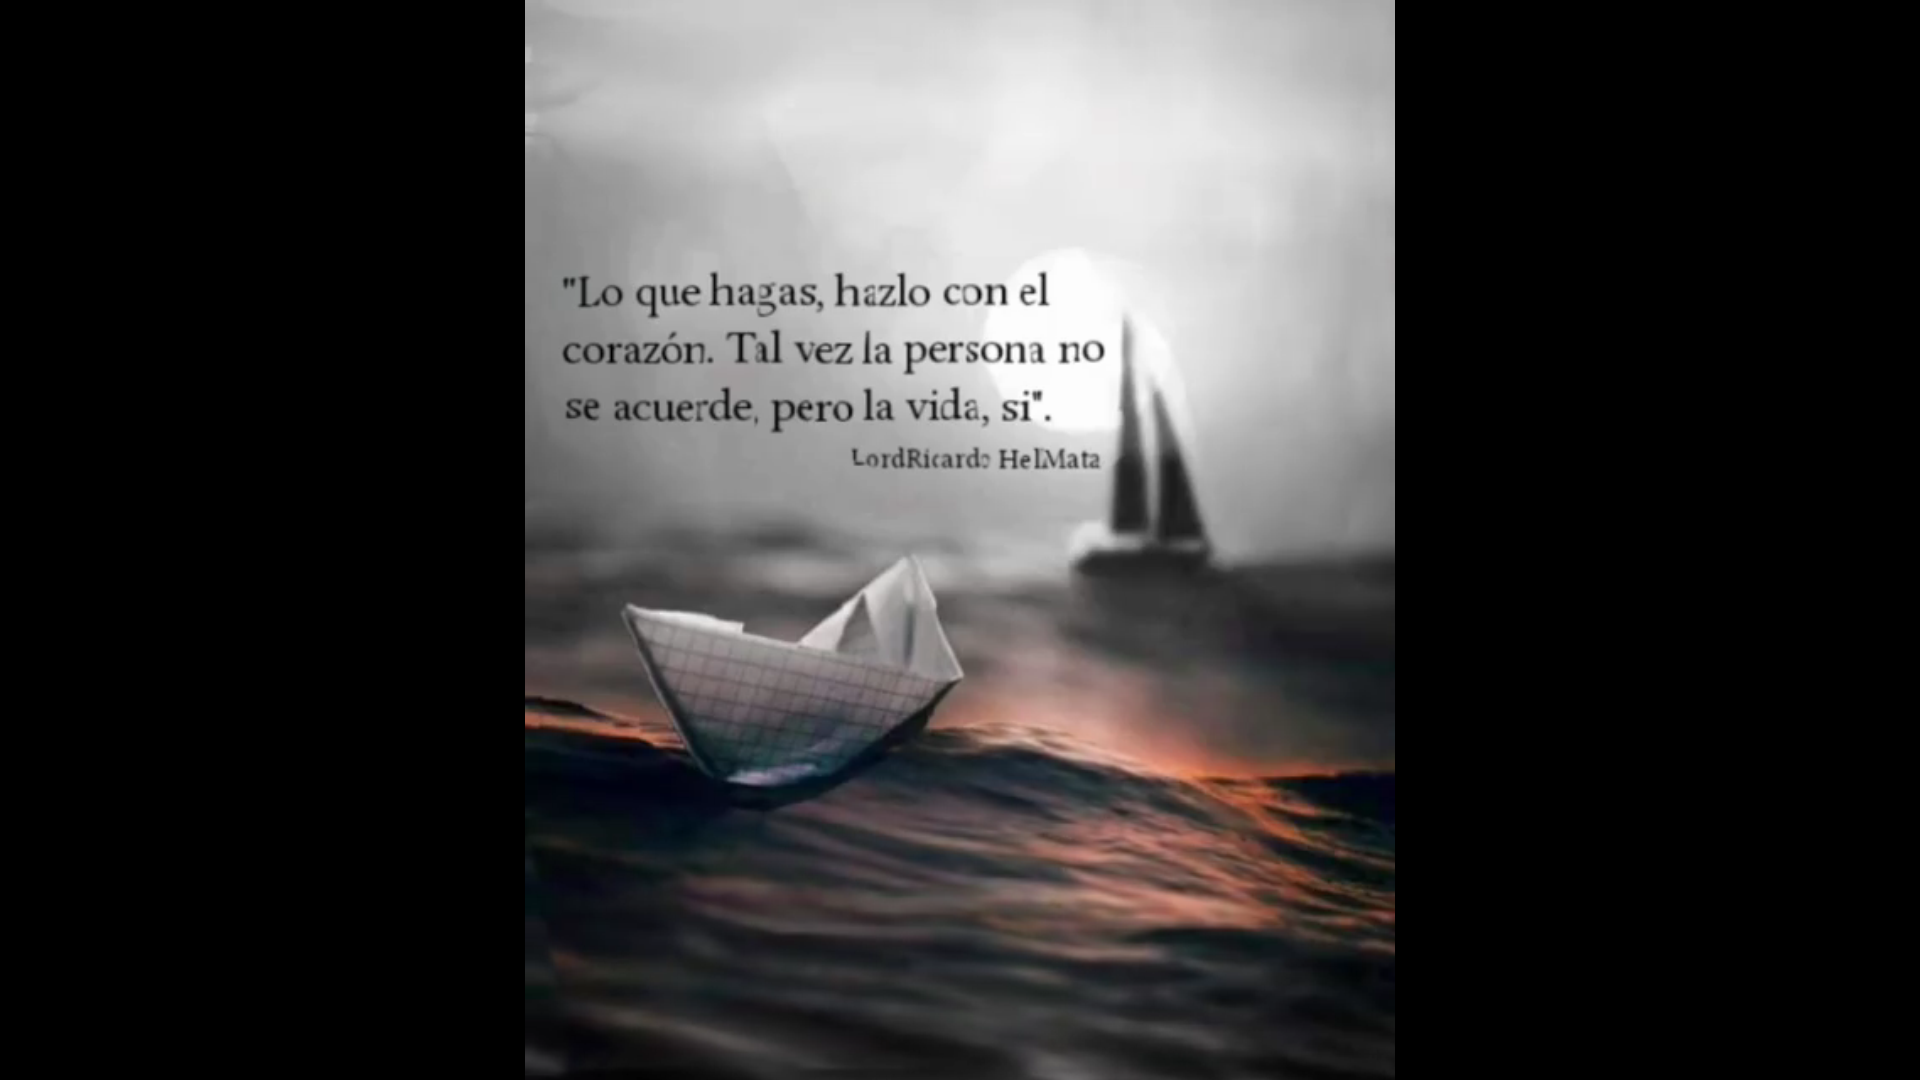 "Lo que hagas, hazlo con el
corazón. Tal vez la persona no
se acuerde, pero la vida, si".
LordRicardo HelMata